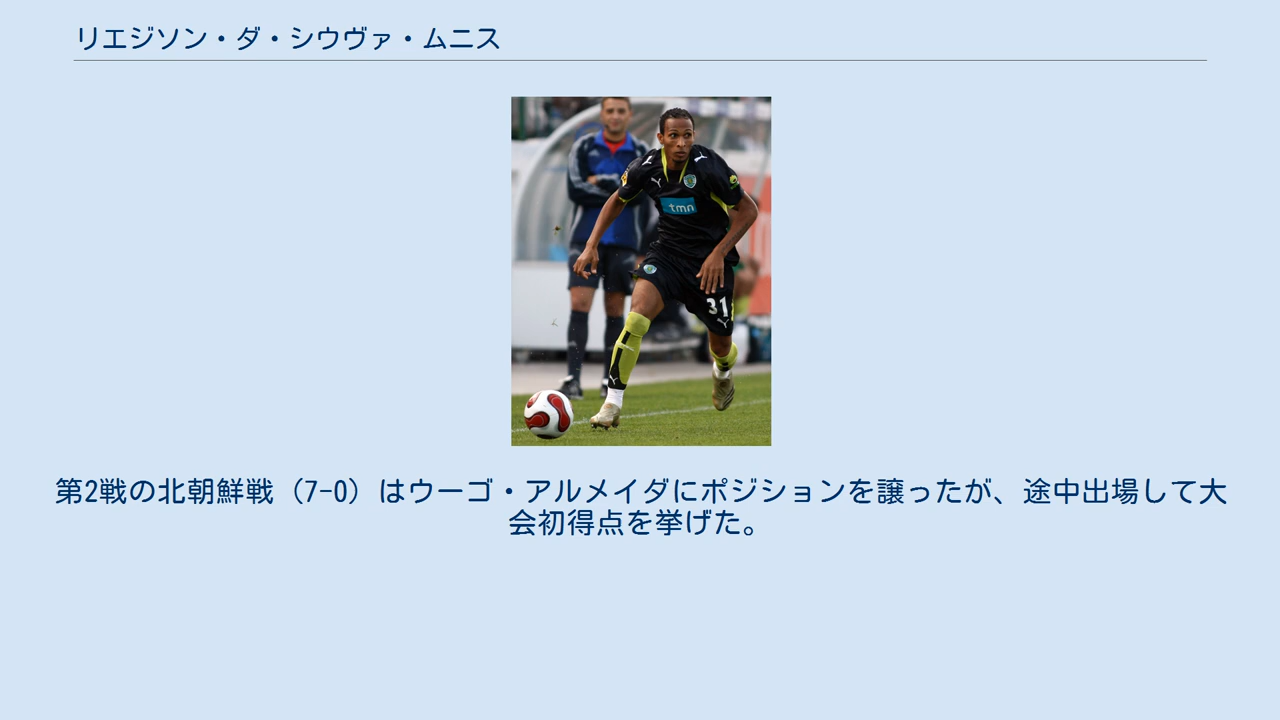 リエジソン・ダ・シウヴァ・ムニス
tmn
31
第2戦の北朝鮮戦（7-0）はウーゴ・アルメイダにポジションを譲ったが、途中出場して大
会初得点を挙げた。